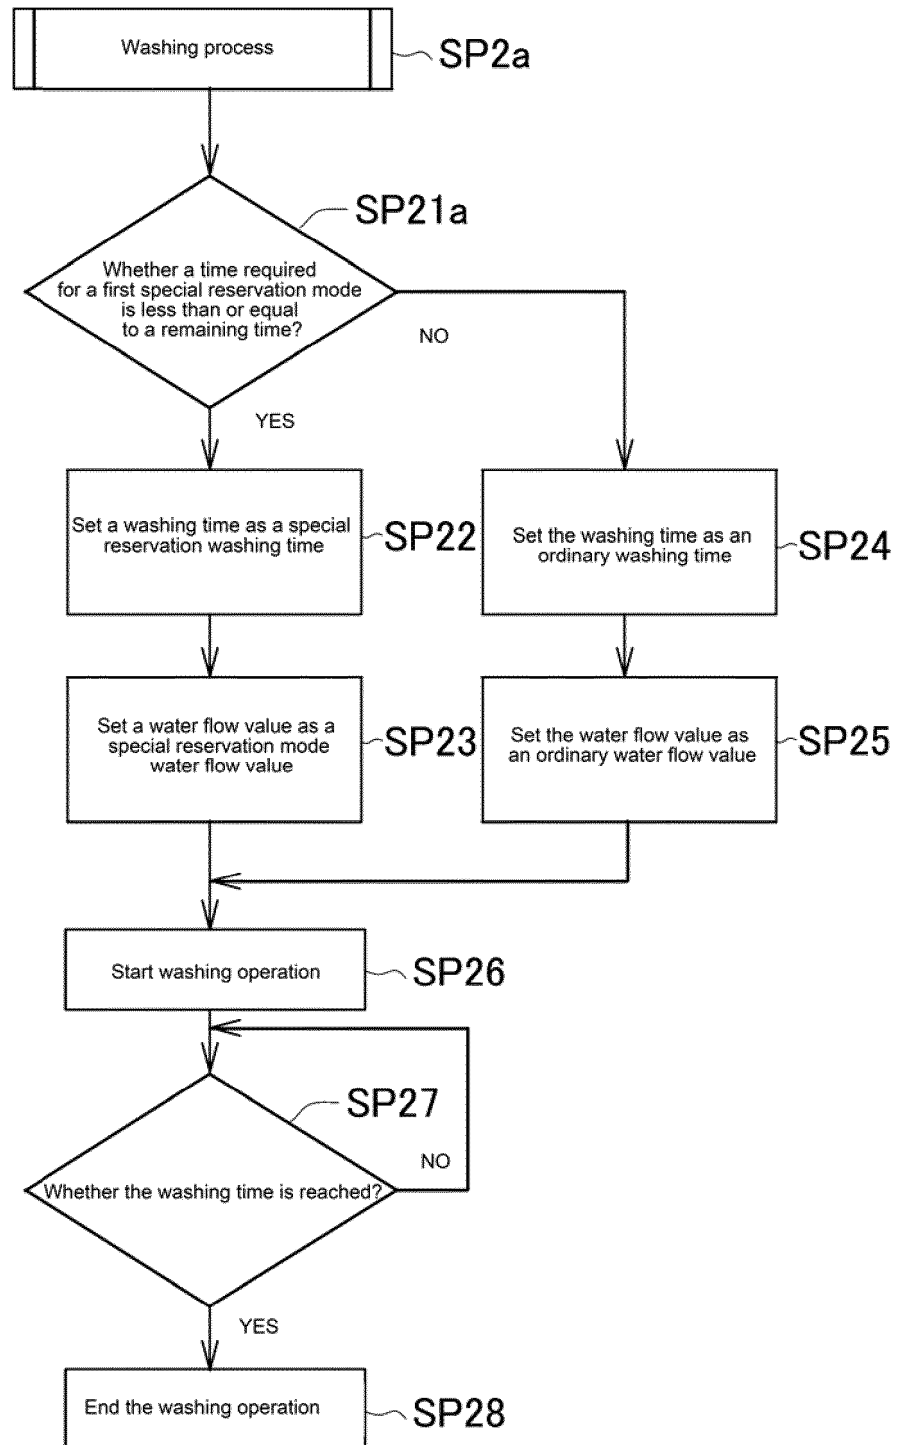 Washing process
SP2a
SP21a
Whether a time required
for a first special reservation mode
is less than or equal
to a remaining time?
NO
YES
Set a washing time as a special
reservation washing time
SP22
Set the washing time as an
ordinary washing time
SP24
Set a water flow value as a
special reservation mode
water flow value
SP23
Set the water flow value as
an ordinary water flow value
SP25
Start washing operation
SP26
SP27
NO
Whether the washing time is reached?
YES
End the washing operation
SP28